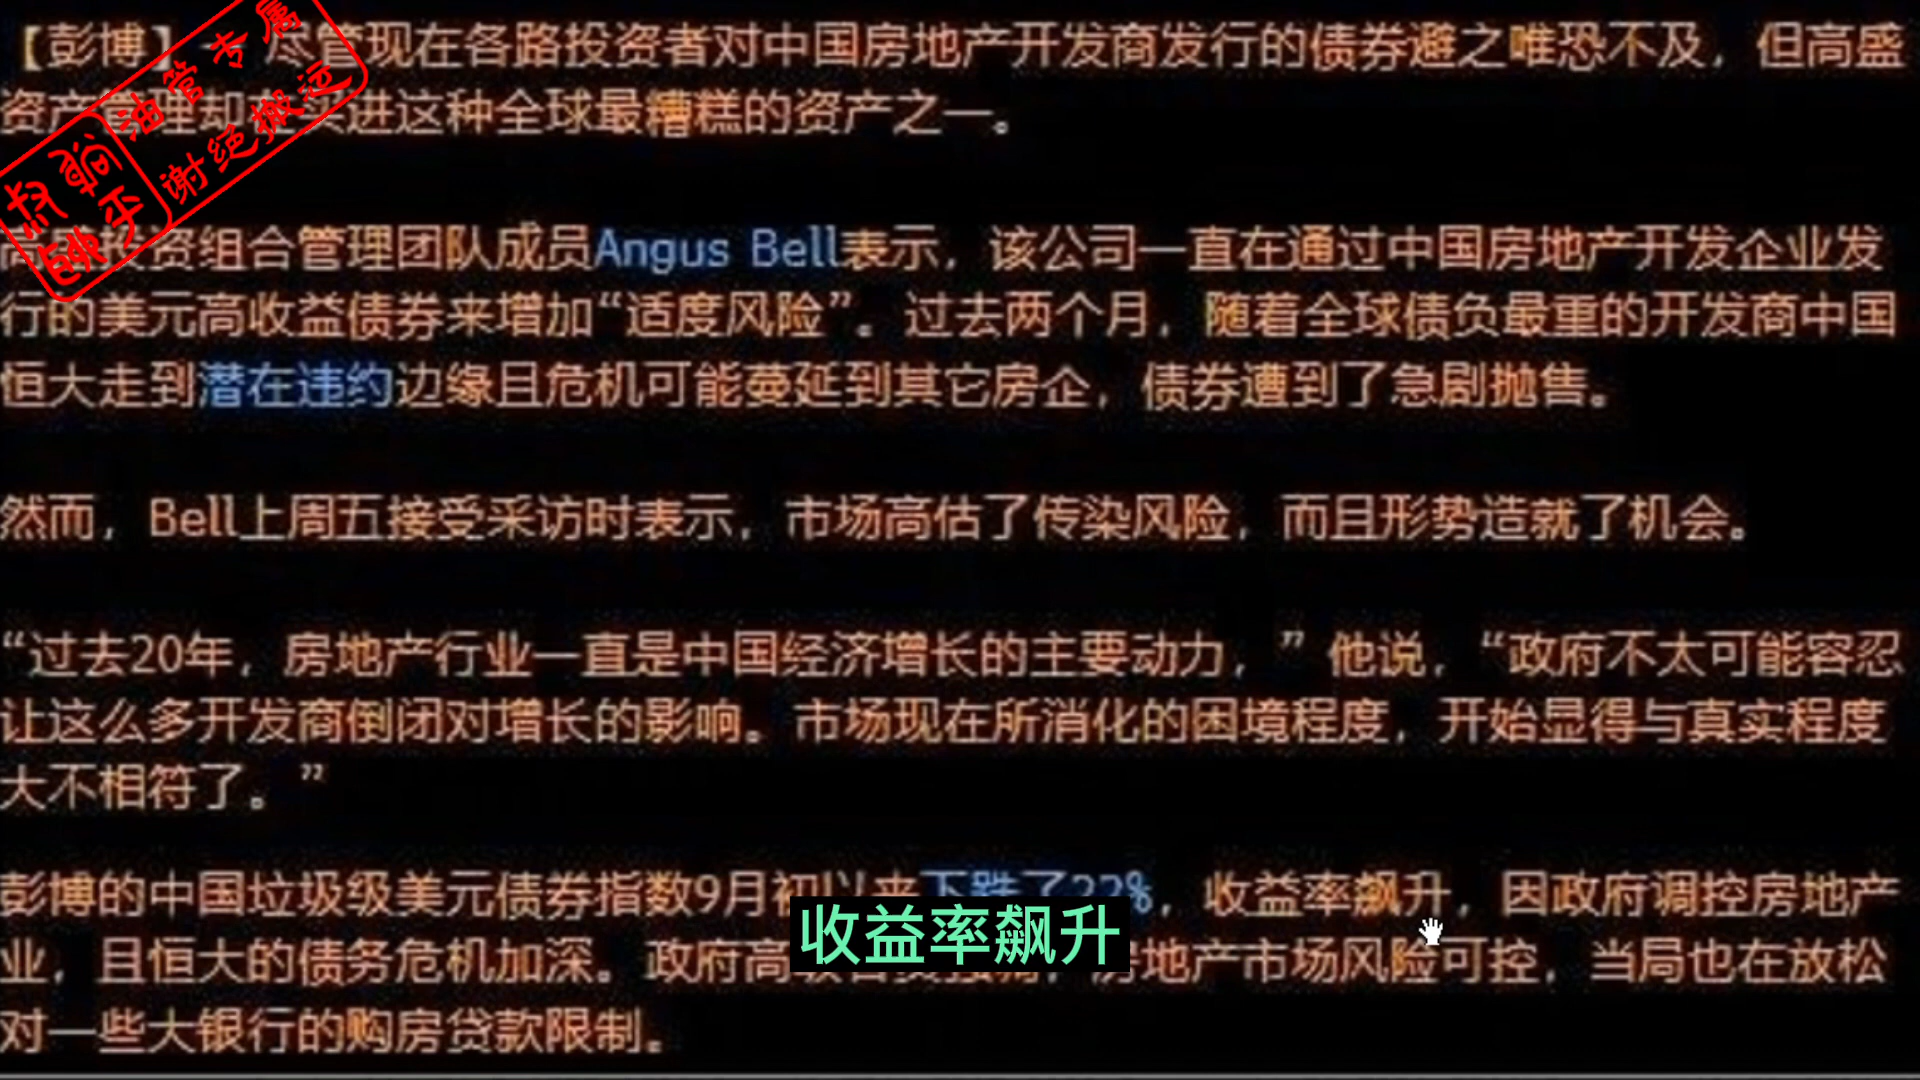 【彭博】- 尽管现在各路投资者对中国房地产开发商发行的债券避之唯恐不及，但高盛
资产管理却在买进这种全球最糟糕的资产之一。
油管专属
谢绝搬运
高盛投资组合管理团队成员Angus Bell表示，该公司一直在通过中国房地产开发企业发
行的美元高收益债券来增加“适度风险”。过去两个月，随着全球债负最重的开发商中国
恒大走到潜在违约边缘且危机可能蔓延到其它房企，债券遭到了急剧抛售。
然而，Bell上周五接受采访时表示，市场高估了传染风险，而且形势造就了机会。
“过去20年，房地产行业一直是中国经济增长的主要动力，” 他说，“政府不太可能容忍
让这么多开发商倒闭对增长的影响。市场现在所消化的困境程度，开始显得与真实程度
大不相符了。”
彭博的中国垃圾级美元债券指数9月初以来下跌了22%，收益率飙升，因政府调控房地产
业，且恒大的债务危机加深。政府高，房地产市场风险可控，当局也在放松
对一些大银行的购房贷款限制。
收益率飙升